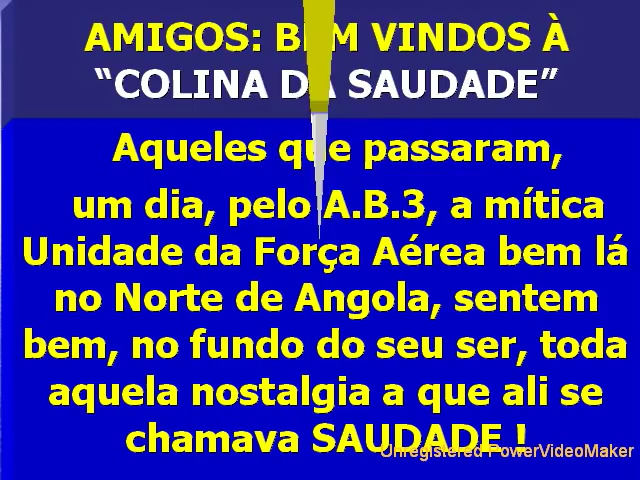 AMIGOS: BEM VINDOS À
“COLINA DA SAUDADE”
Aqueles que passaram,
um dia, pelo A.B.3, a mítica
Unidade da Força Aérea bem lá
no Norte de Angola, sentem
bem, no fundo do seu ser, toda
aquela nostalgia a que ali se
chamava SAUDADE !
Unregistered PowerVideoMaker